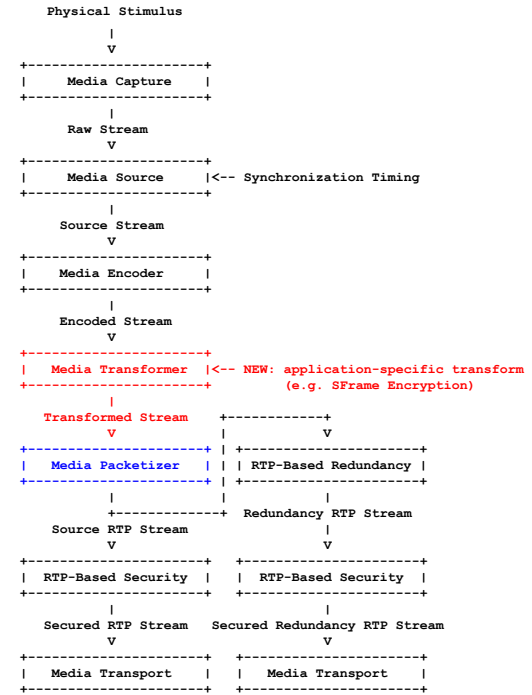 Physical Stimulus
            |
            V
 +----------------------+
 |     Media Capture    |
 +----------------------+
            |
       Raw Stream
            V
 +----------------------+
 |     Media Source     |<-- Synchronization Timing
 +----------------------+
            |
      Source Stream
            V
 +----------------------+
 |    Media Encoder     |
 +----------------------+
            |
      Encoded Stream
            V
 +----------------------+
 |   Media Transformer  |<-- NEW: application-specific transform
 +----------------------+         (e.g. SFrame Encryption)
            |
    Transformed Stream    +------------+
            V             |            V
 +----------------------+ | +----------------------+
 |   Media Packetizer   | | | RTP-Based Redundancy |
 +----------------------+ | +----------------------+
            |             |            |
            +-------------+  Redundancy RTP Stream
     Source RTP Stream                 |
            V                          V
 +----------------------+   +----------------------+
 |  RTP-Based Security  |   |  RTP-Based Security  |
 +----------------------+   +----------------------+
            |                          |
    Secured RTP Stream   Secured Redundancy RTP Stream
            V                          V
 +----------------------+   +----------------------+
 |   Media Transport    |   |   Media Transport    |
 +----------------------+   +----------------------+